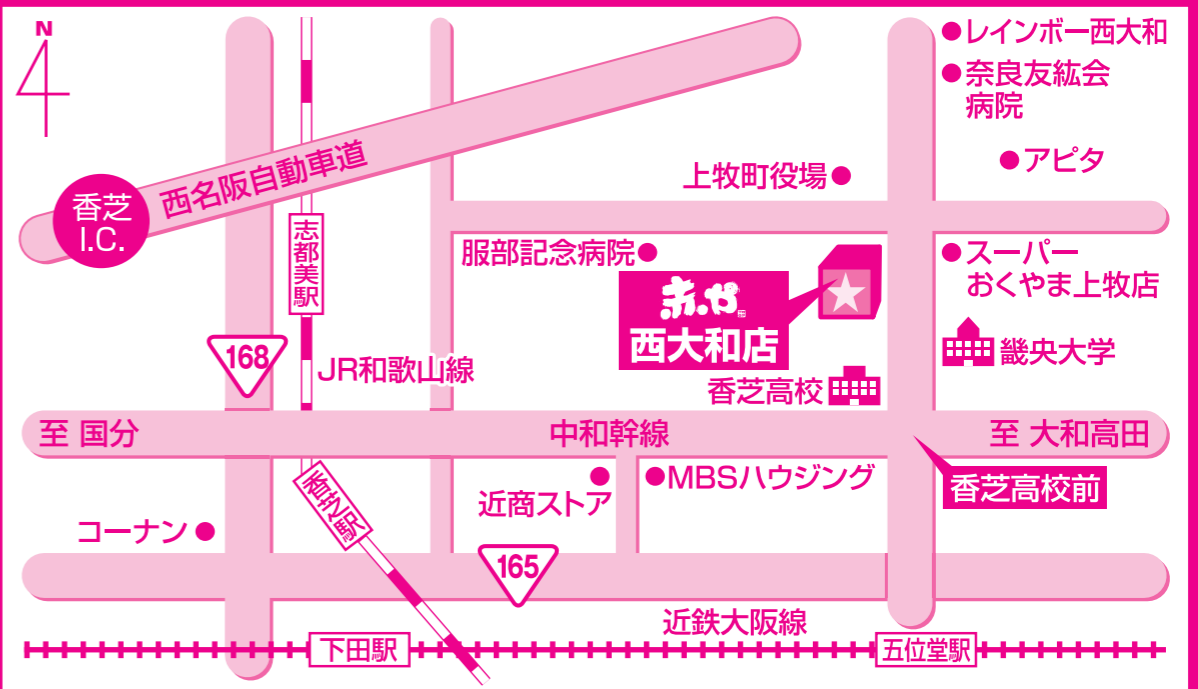 N
レインボー西大和
奈良友紘会
病院
アピタ
上牧町役場
西名阪自動車道
香芝
I.C.
志都美駅
服部記念病院
スーパー
おくやま上牧店
赤や
西大和店
畿央大学
168
JR和歌山線
香芝高校
至 国分
中和幹線
至 大和高田
香芝駅
近商ストア
MBSハウジング
香芝高校前
コーナン
165
近鉄大阪線
下田駅
五位堂駅